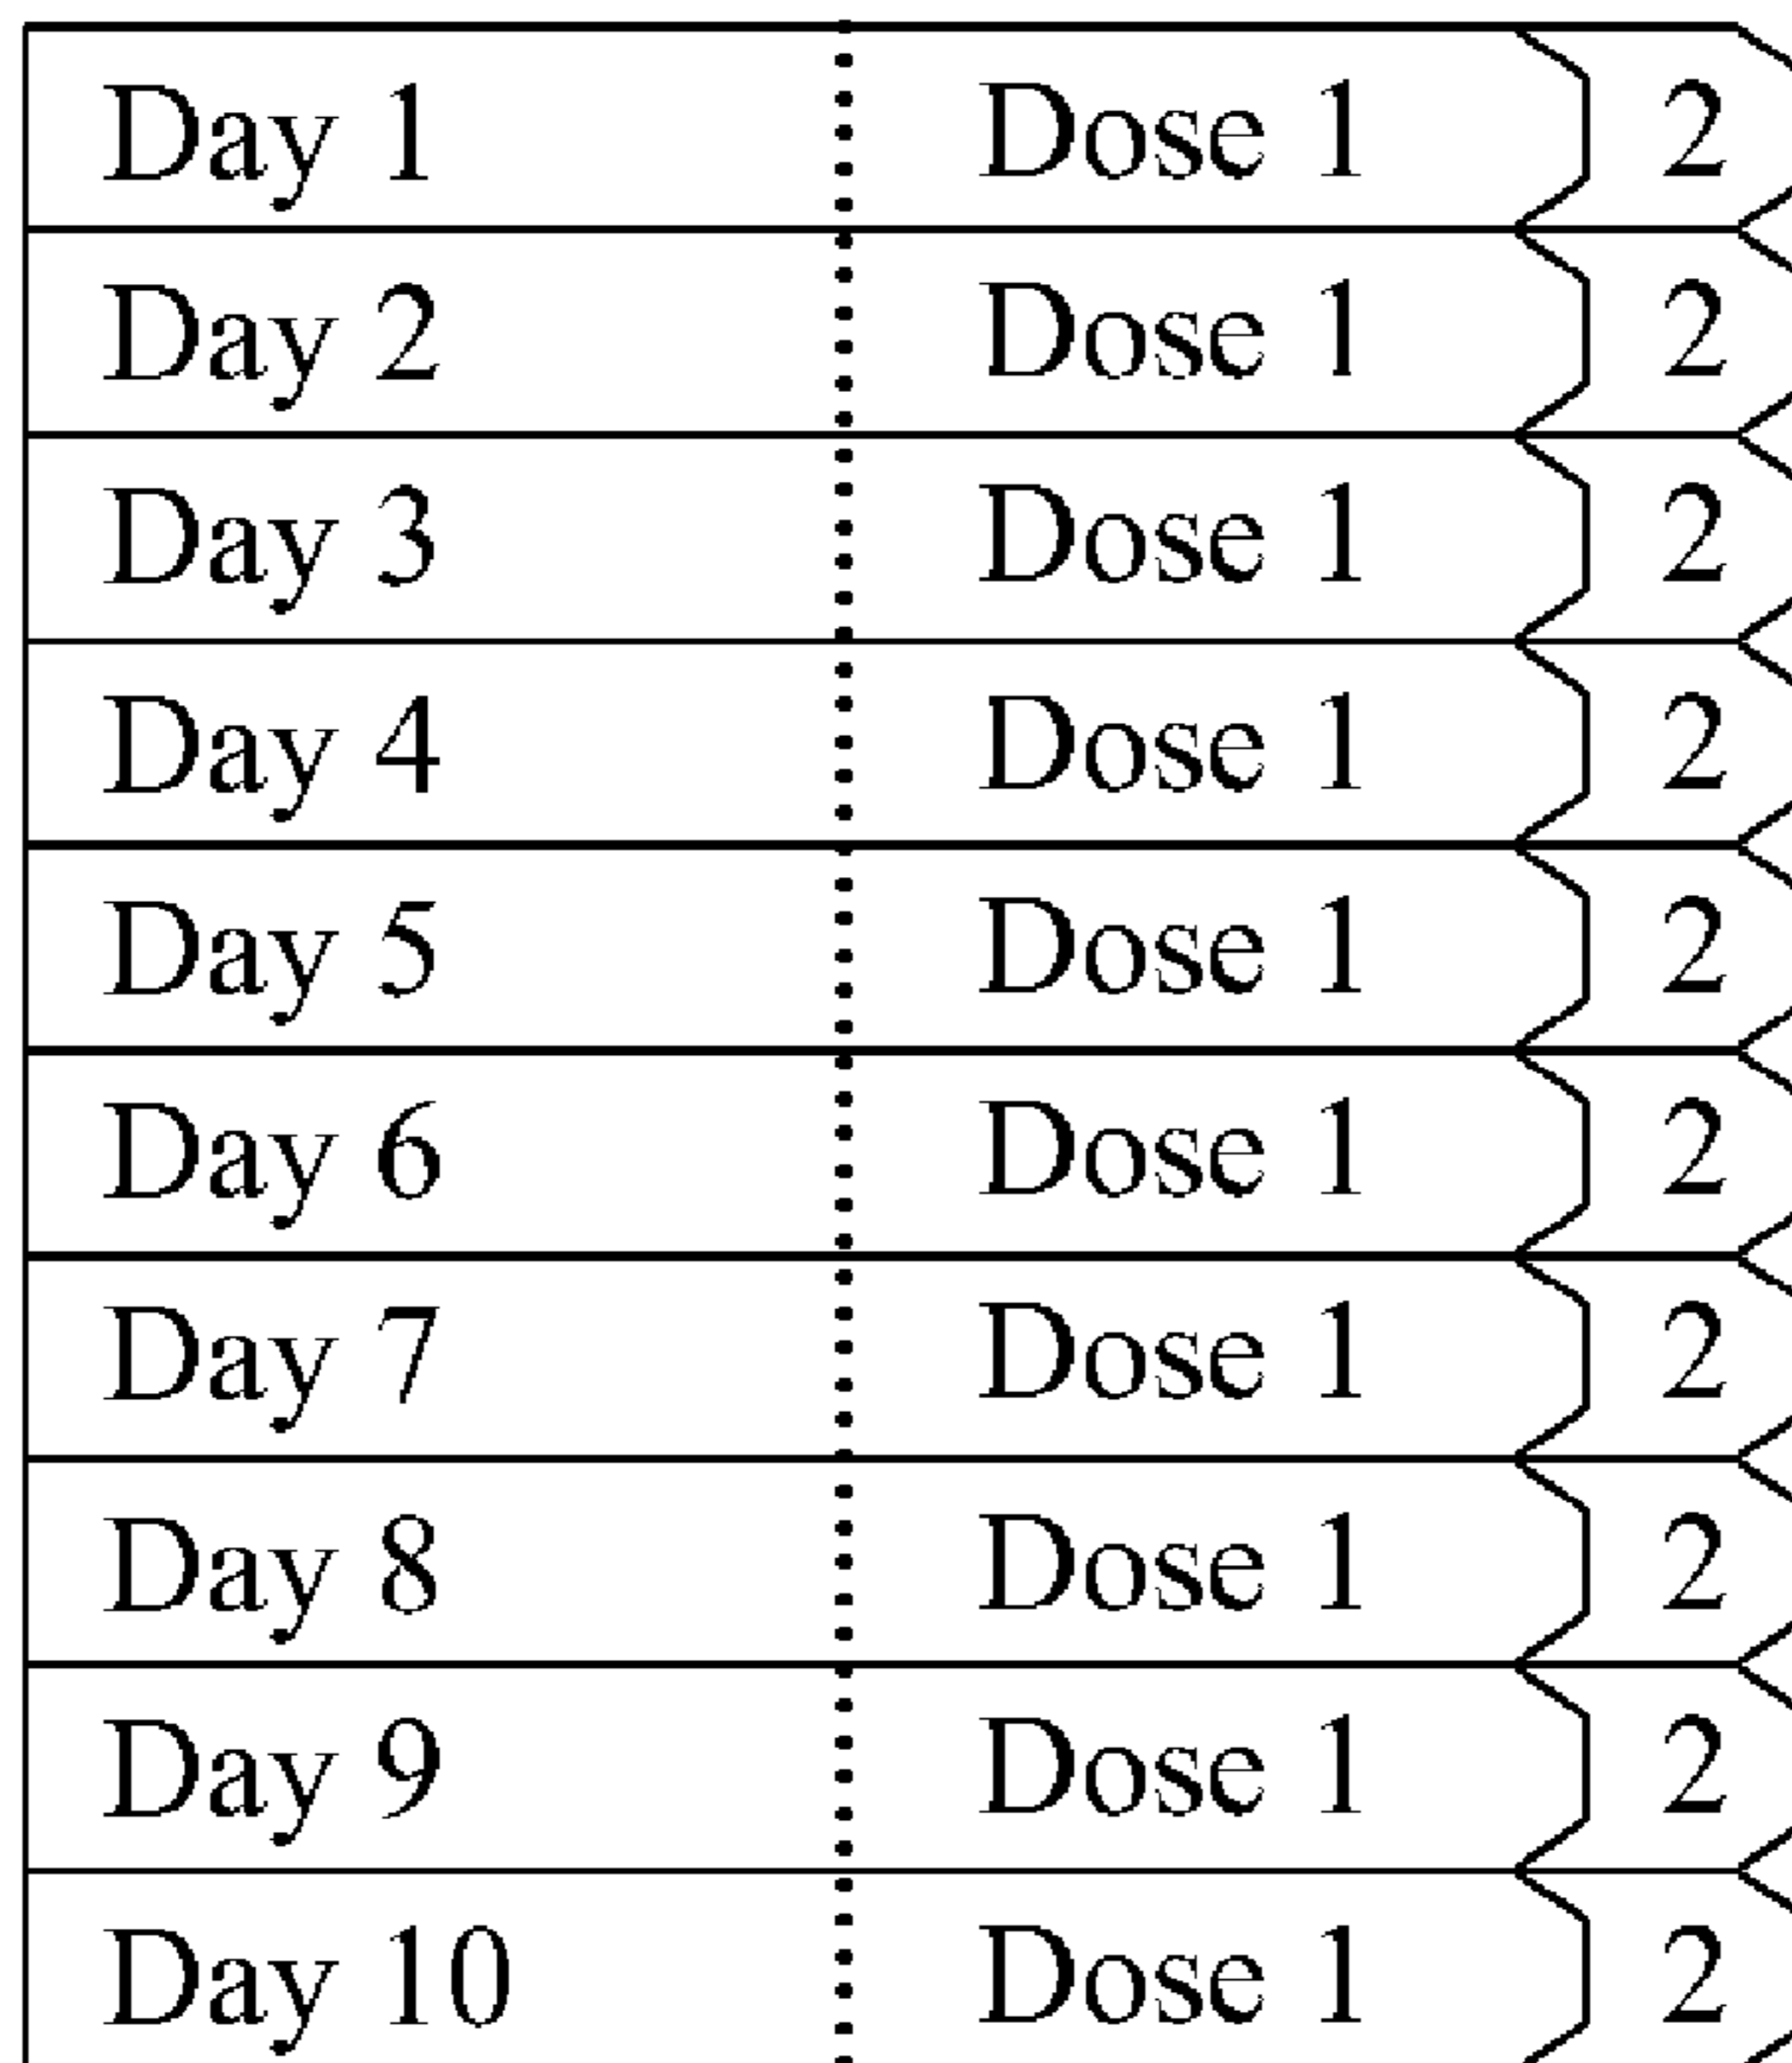 Day 1 Dose 1 2
Day 2 Dose 1 2
Day 3 Dose 1 2
Day 4 Dose 1 2
Day 5 Dose 1 2
Day 6 Dose 1 2
Day 7 Dose 1 2
Day 8 Dose 1 2
Day 9 Dose 1 2
Day 10 Dose 1 2